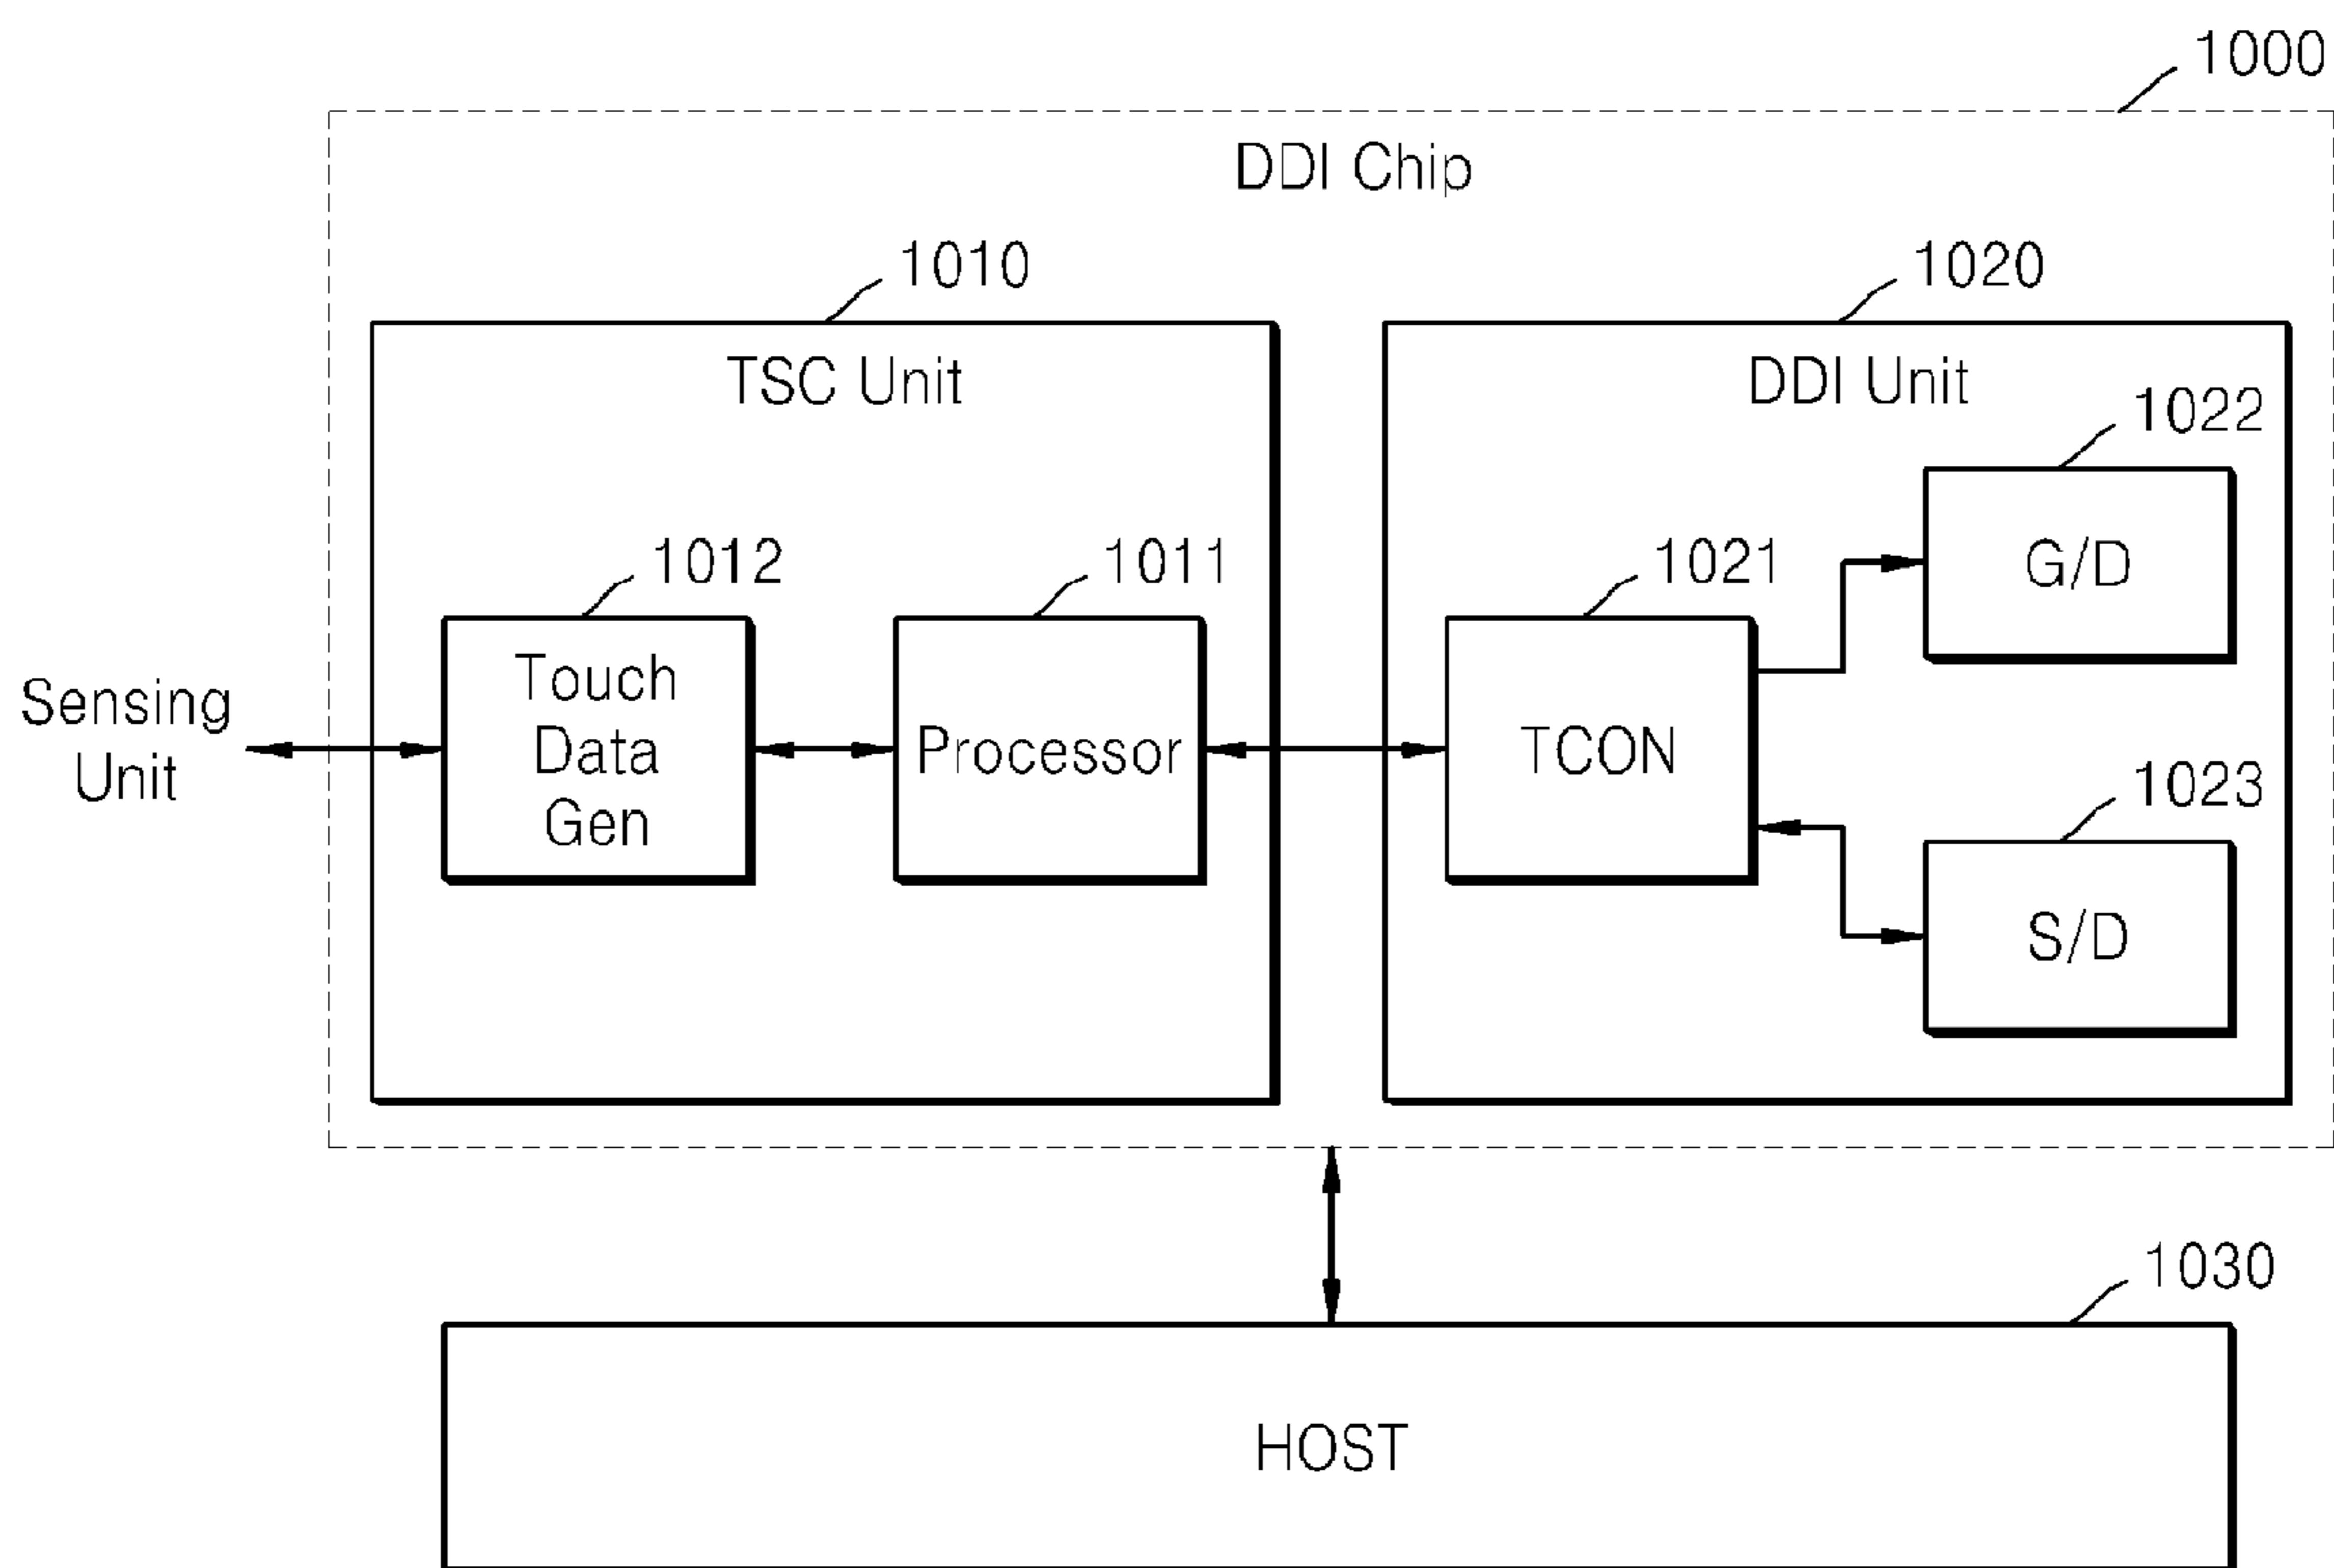 1000
DDI Chip
1010
1020
TSC Unit
DDI Unit
1022
G/D
1012
1011
1021
Touch
Data
Gen
Processor
TCON
Sensing
Unit
1023
S/D
1030
HOST